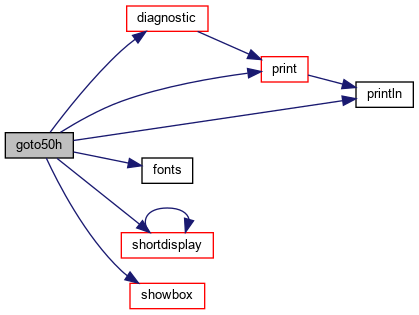 diagnostic
print
println
goto50h
fonts
shortdisplay
showbox